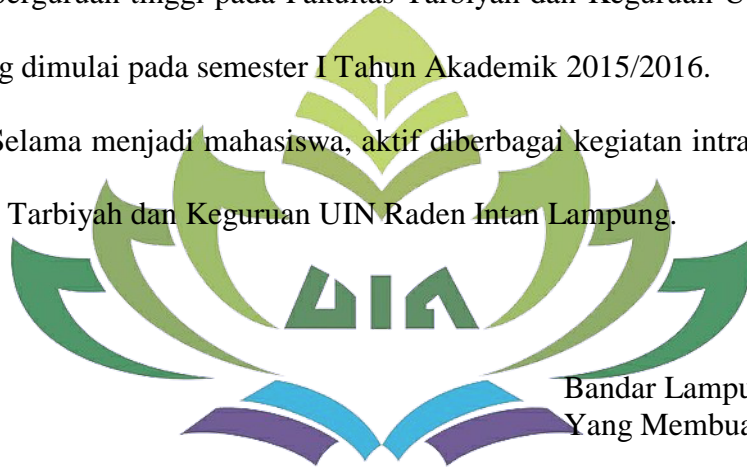 perguruan tinggi pada Fakultas Tarbiyah dan Keguruan U
g dimulai pada semester I Tahun Akademik 2015/2016.
Selama menjadi mahasiswa, aktif diberbagai kegiatan intra
Tarbiyah dan Keguruan UIN Raden Intan Lampung.
UIN
Bandar Lampu
Yang Membua